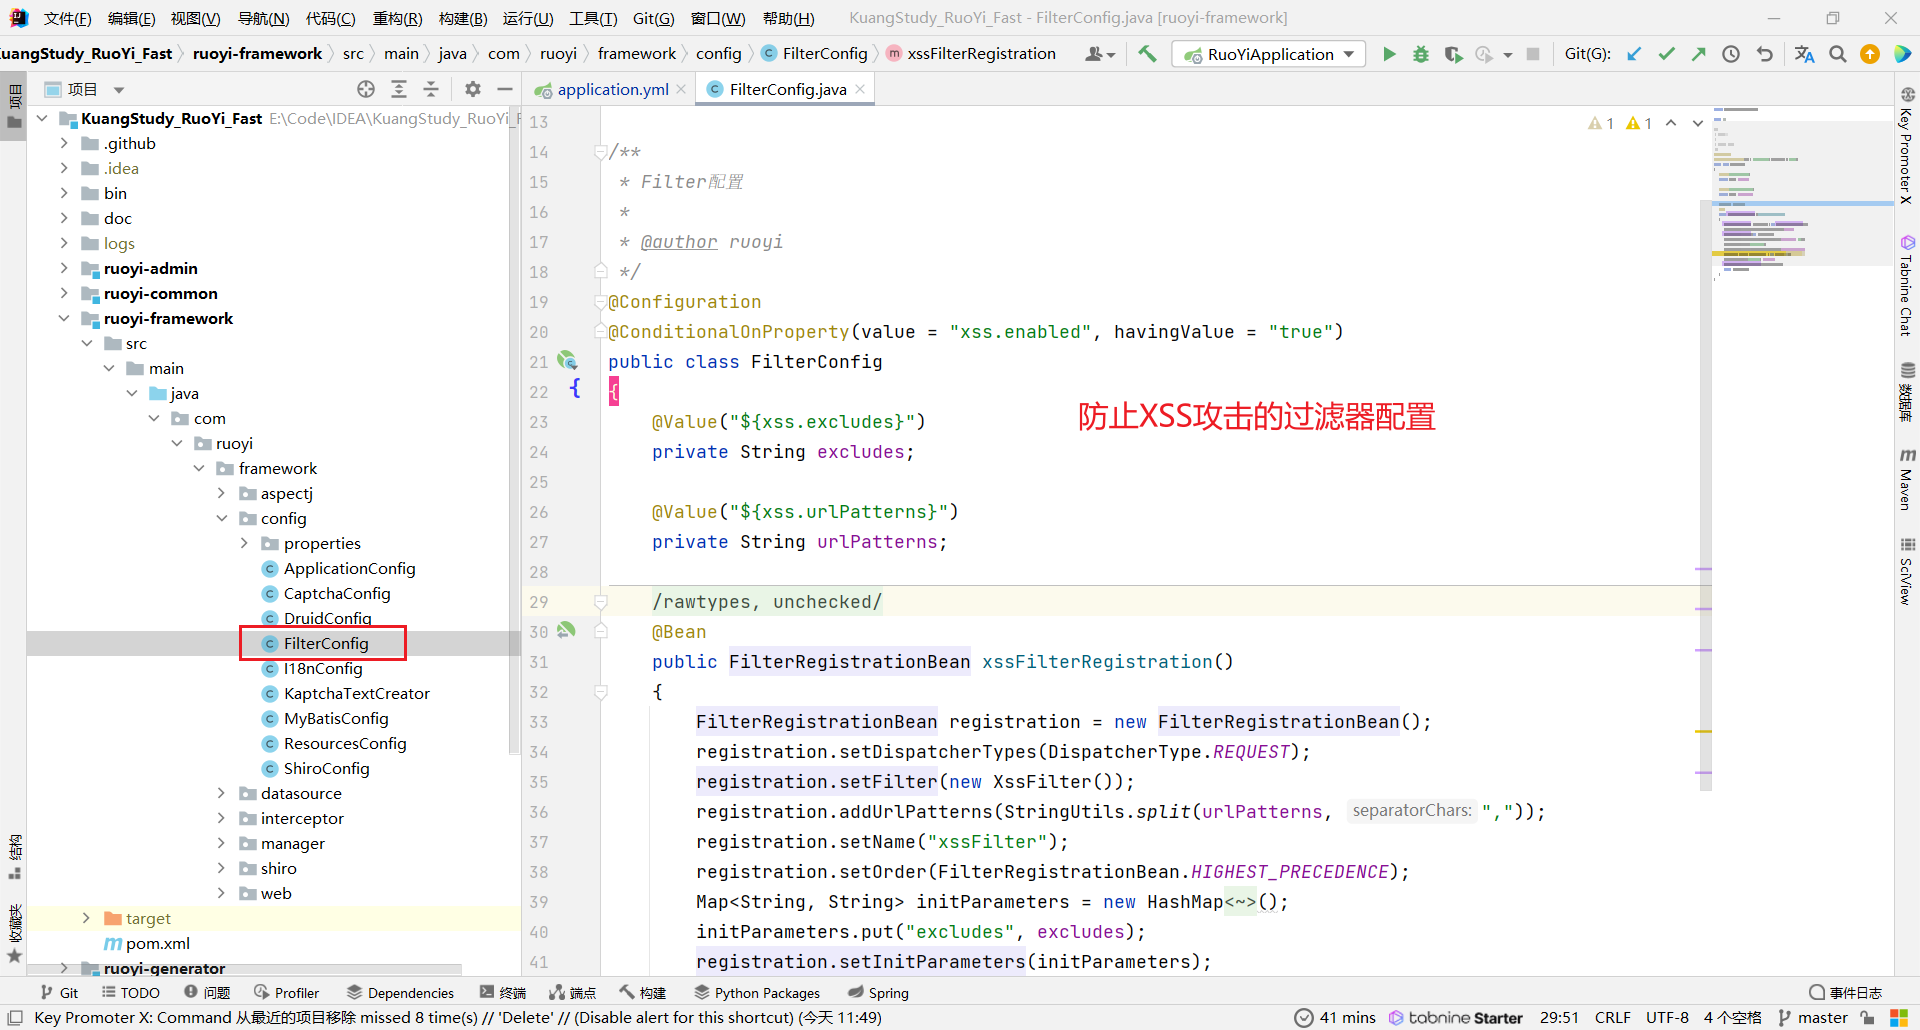 文件(F) 编辑(E) 视图(V) 导航(N) 代码(C) 重构(R) 构建(B) 运行(U) 工具(T) Git(G) 窗口(W) 帮助(H) KuangStudy_RuoYi_Fast - FilterConfig.java [ruoyi-framework]
KuangStudy_RuoYi_Fast ruoyi-framework src main java com ruoyi framework config FilterConfig xssFilterRegistration RuoYiApplication Git(G):
项目
application.yml FilterConfig.java
项目
KuangStudy_RuoYi_Fast E:\Code\IDEA\KuangStudy_RuoYi_F
.github
.idea
bin
doc
logs
ruoyi-admin
ruoyi-common
ruoyi-framework
src
main
java
com
ruoyi
framework
aspectj
config
properties
ApplicationConfig
CaptchaConfig
DruidConfig
FilterConfig
I18nConfig
KaptchaTextCreator
MyBatisConfig
ResourcesConfig
ShiroConfig
datasource
interceptor
manager
shiro
web
target
pom.xml
ruoyi-generator
结构
收藏夹
1 1
13
14 /**
15 * Filter配置
16 *
17 * @author ruoyi
18 */
19 @Configuration
20 @ConditionalOnProperty(value = "xss.enabled", havingValue = "true")
21 public class FilterConfig
22 {
23 @Value("${xss.excludes}")
24 private String excludes;
25
26 @Value("${xss.urlPatterns}")
27 private String urlPatterns;
28
29 /rawtypes, unchecked/
30 @Bean
31 public FilterRegistrationBean xssFilterRegistration()
32 {
33 FilterRegistrationBean registration = new FilterRegistrationBean();
34 registration.setDispatcherTypes(DispatcherType.REQUEST);
35 registration.setFilter(new XssFilter());
36 registration.addUrlPatterns(StringUtils.split(urlPatterns, separatorChars: ","));
37 registration.setName("xssFilter");
38 registration.setOrder(FilterRegistrationBean.HIGHEST_PRECEDENCE);
39 Map<String, String> initParameters = new HashMap<~>();
40 initParameters.put("excludes", excludes);
41 registration.setInitParameters(initParameters);
防止XSS攻击的过滤器配置
Key Promoter X
Tabnine Chat
数据库
Maven
SciView
Git TODO 问题 Profiler Dependencies 终端 端点 构建 Python Packages Spring 事件日志
Key Promoter X: Command 从最近的项目移除 missed 8 time(s) // 'Delete' // (Disable alert for this shortcut) (今天 11:49) 41 mins tabnine Starter 29:51 CRLF UTF-8 4 个空格 master